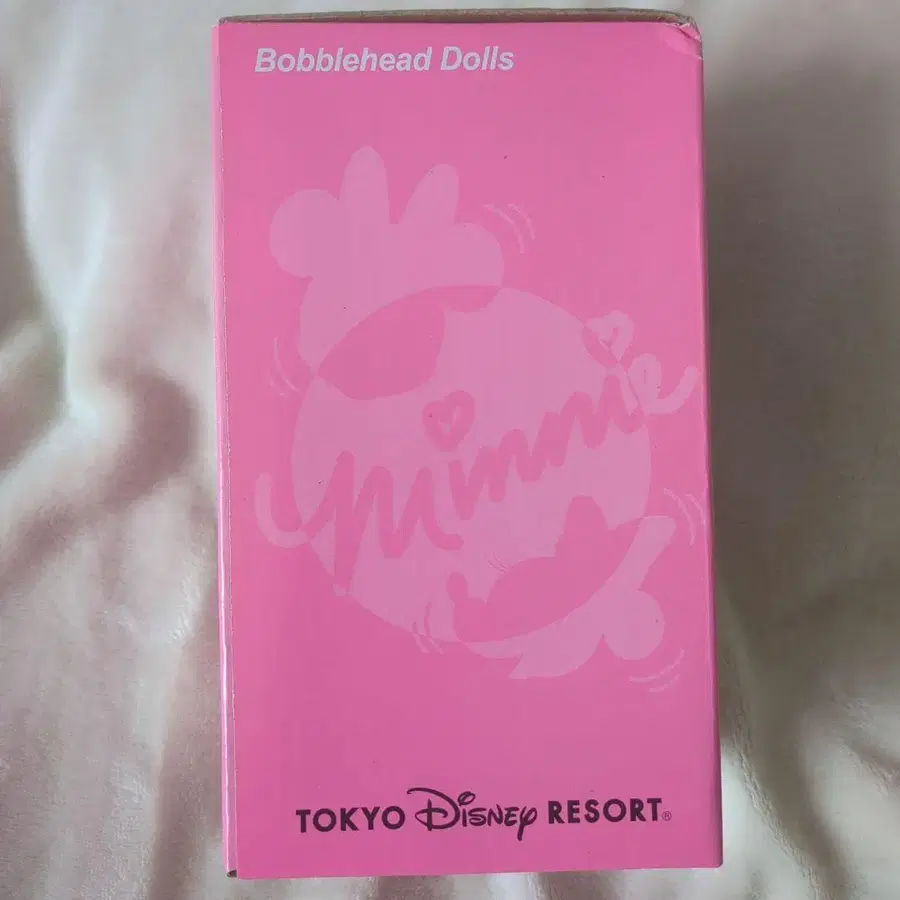 Bobblehead Dolls
Minnie
TOKYO Disney RESORT®